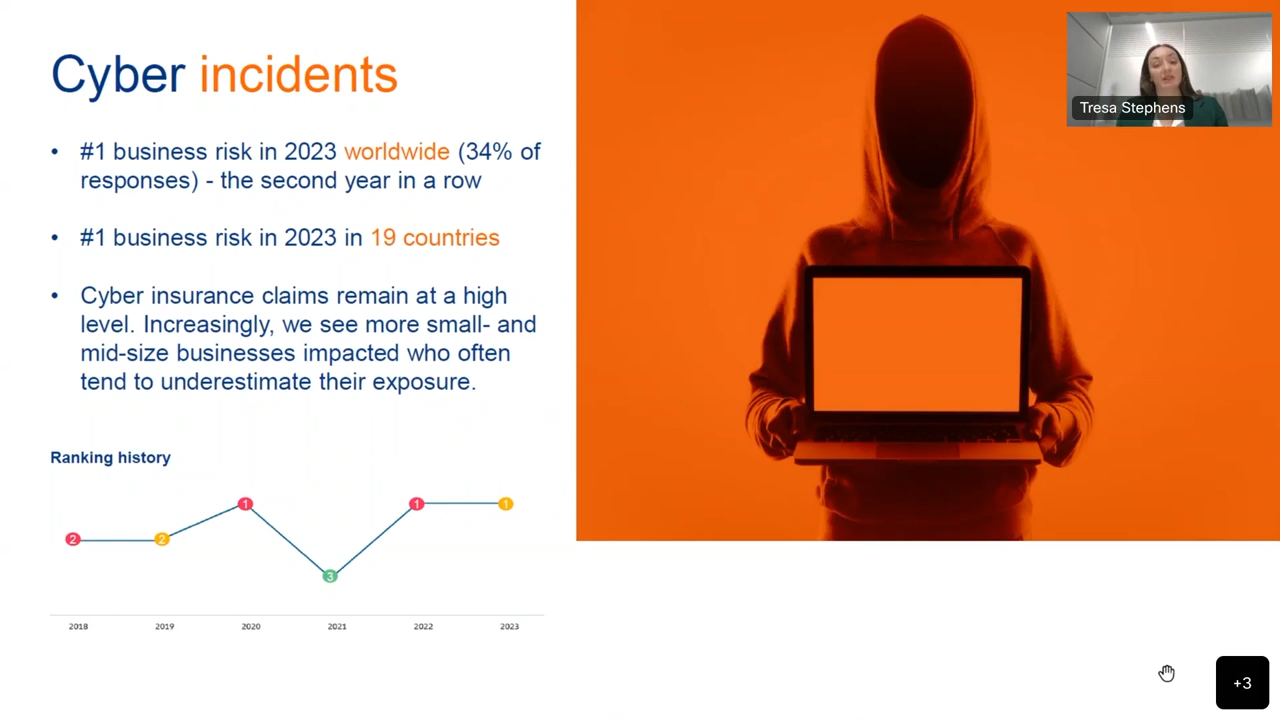 Cyber incidents
• #1 business risk in 2023 worldwide (34% of
responses) - the second year in a row
• #1 business risk in 2023 in 19 countries
• Cyber insurance claims remain at a high
level. Increasingly, we see more small- and
mid-size businesses impacted who often
tend to underestimate their exposure.
Ranking history
2 2 1 3 1 1
2018 2019 2020 2021 2022 2023
Tresa Stephens
+3